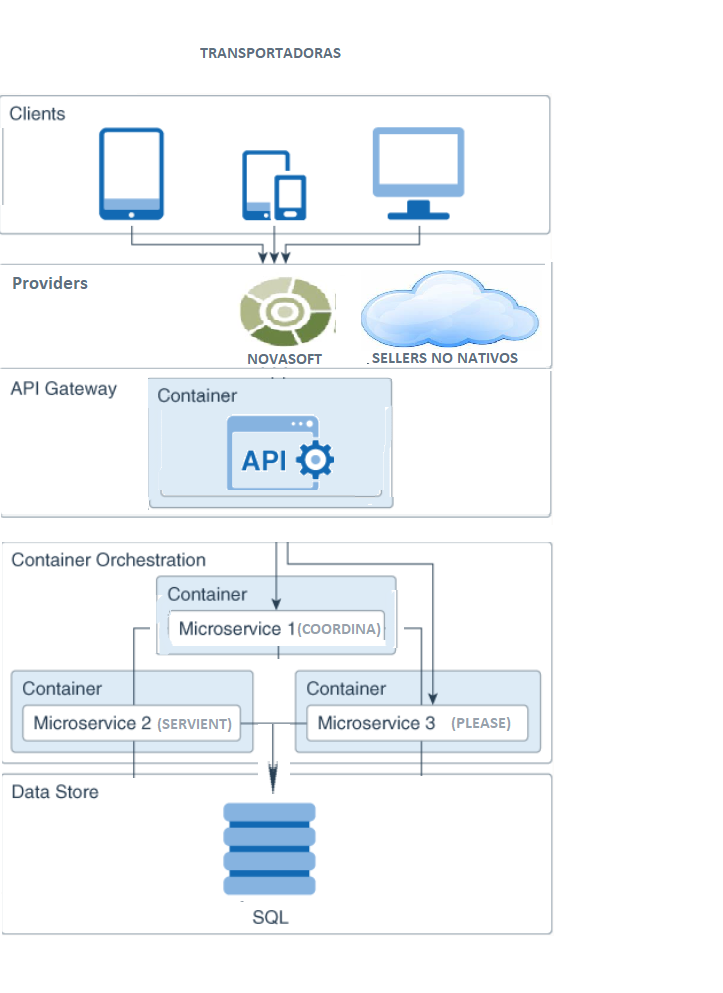 TRANSPORTADORAS
Clients
Providers
NOVASOFT
SELLERS NO NATIVOS
API Gateway
Container
API
Container Orchestration
Container
Microservice 1(COORDINA)
Container
Container
Microservice 2 (SERVIENT)
Microservice 3 (PLEASE)
Data Store
SQL